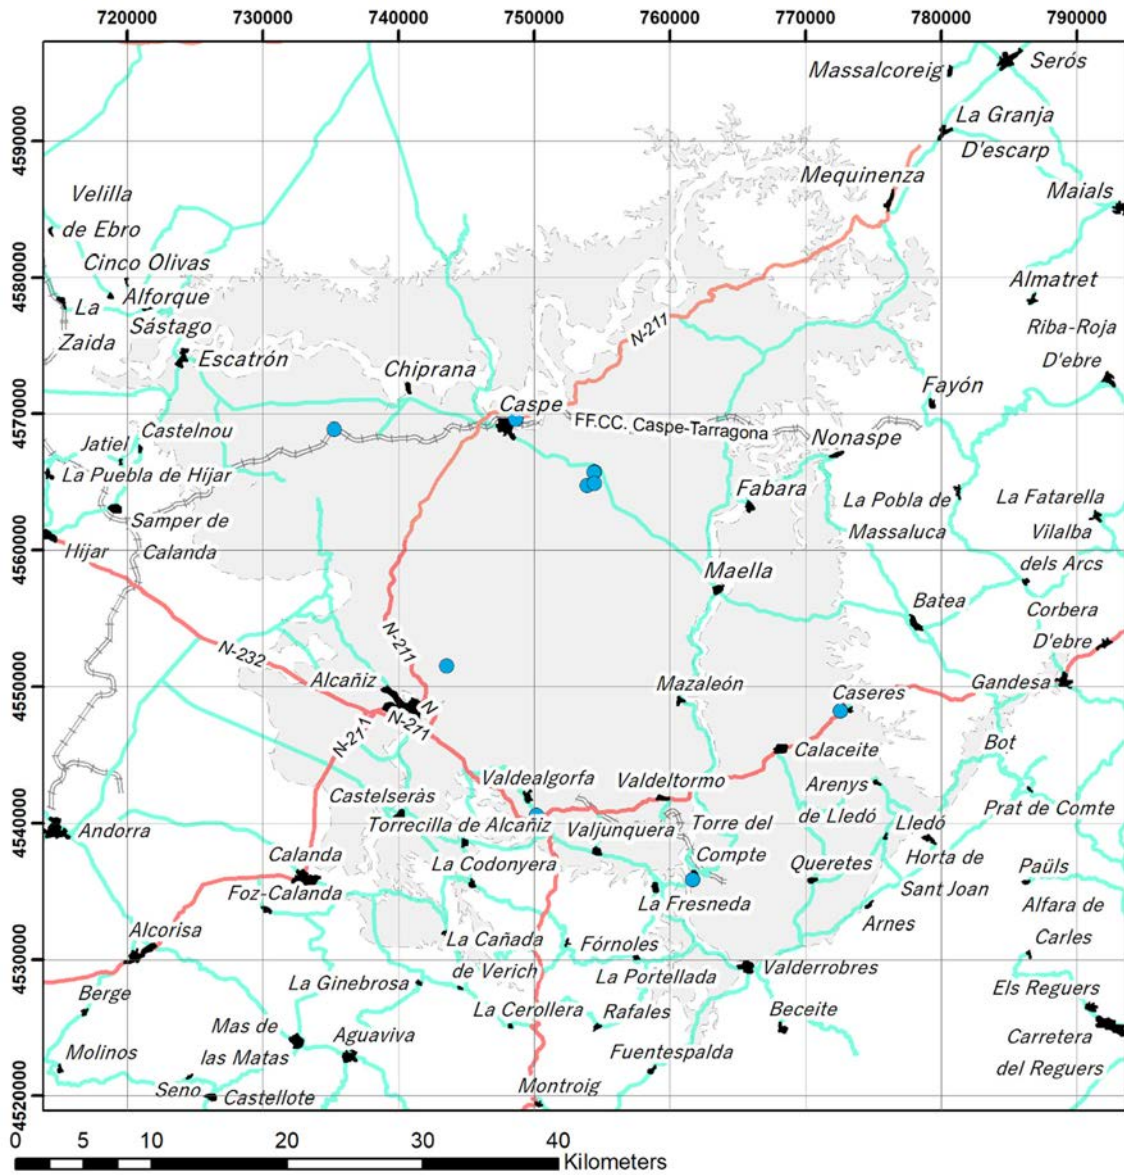 720000 730000 740000 750000 760000 770000 780000 790000
4590000
4580000
4570000
4560000
4550000
4540000
4530000
4520000
Massalcoreig
Serós
La Granja
D'escarp
Mequinenza
Maials
Velilla
de Ebro
Cinco Olivas
La
Alforque
Zaida
Sástago
Escatrón
Almatret
Riba-Roja
D'ebre
N-211
Chiprana
Caspe
Fayón
FF.CC. Caspe-Tarragona
Jatiel
Castelnou
La Puebla de Híjar
Nonaspe
Samper de
Calanda
Híjar
Fabara
La Pobla de
Massaluca
La Fatarella
Vilalba
dels Arcs
Maella
Batea
Corbera
D'ebre
N-232
N-211
Alcañiz
N
N-211
N-211
Mazaleón
Caseres
Gandesa
Calaceite
Bot
Valdealgorfa
Valdeltormo
Arenys
de Lledó
Prat de Comte
Castelseràs
Andorra
Torrecilla de Alcañiz
Valjunquera
Torre del
Compte
Lledó
Horta de
Sant Joan
Calanda
La Codonyera
Queretes
Paüls
Foz-Calanda
La Fresneda
Arnes
Alfara de
Carles
Alcorisa
La Cañada
de Verich
Fórnoles
La Portellada
Valderrobres
La Ginebrosa
Els Reguers
Berge
La Cerollera
Rafales
Beceite
Mas de
las Matas
Aguaviva
Carretera
del Reguers
Molinos
Fuentespalda
Seno
Castellote
Montroig
0 5 10 20 30 40
Kilometers